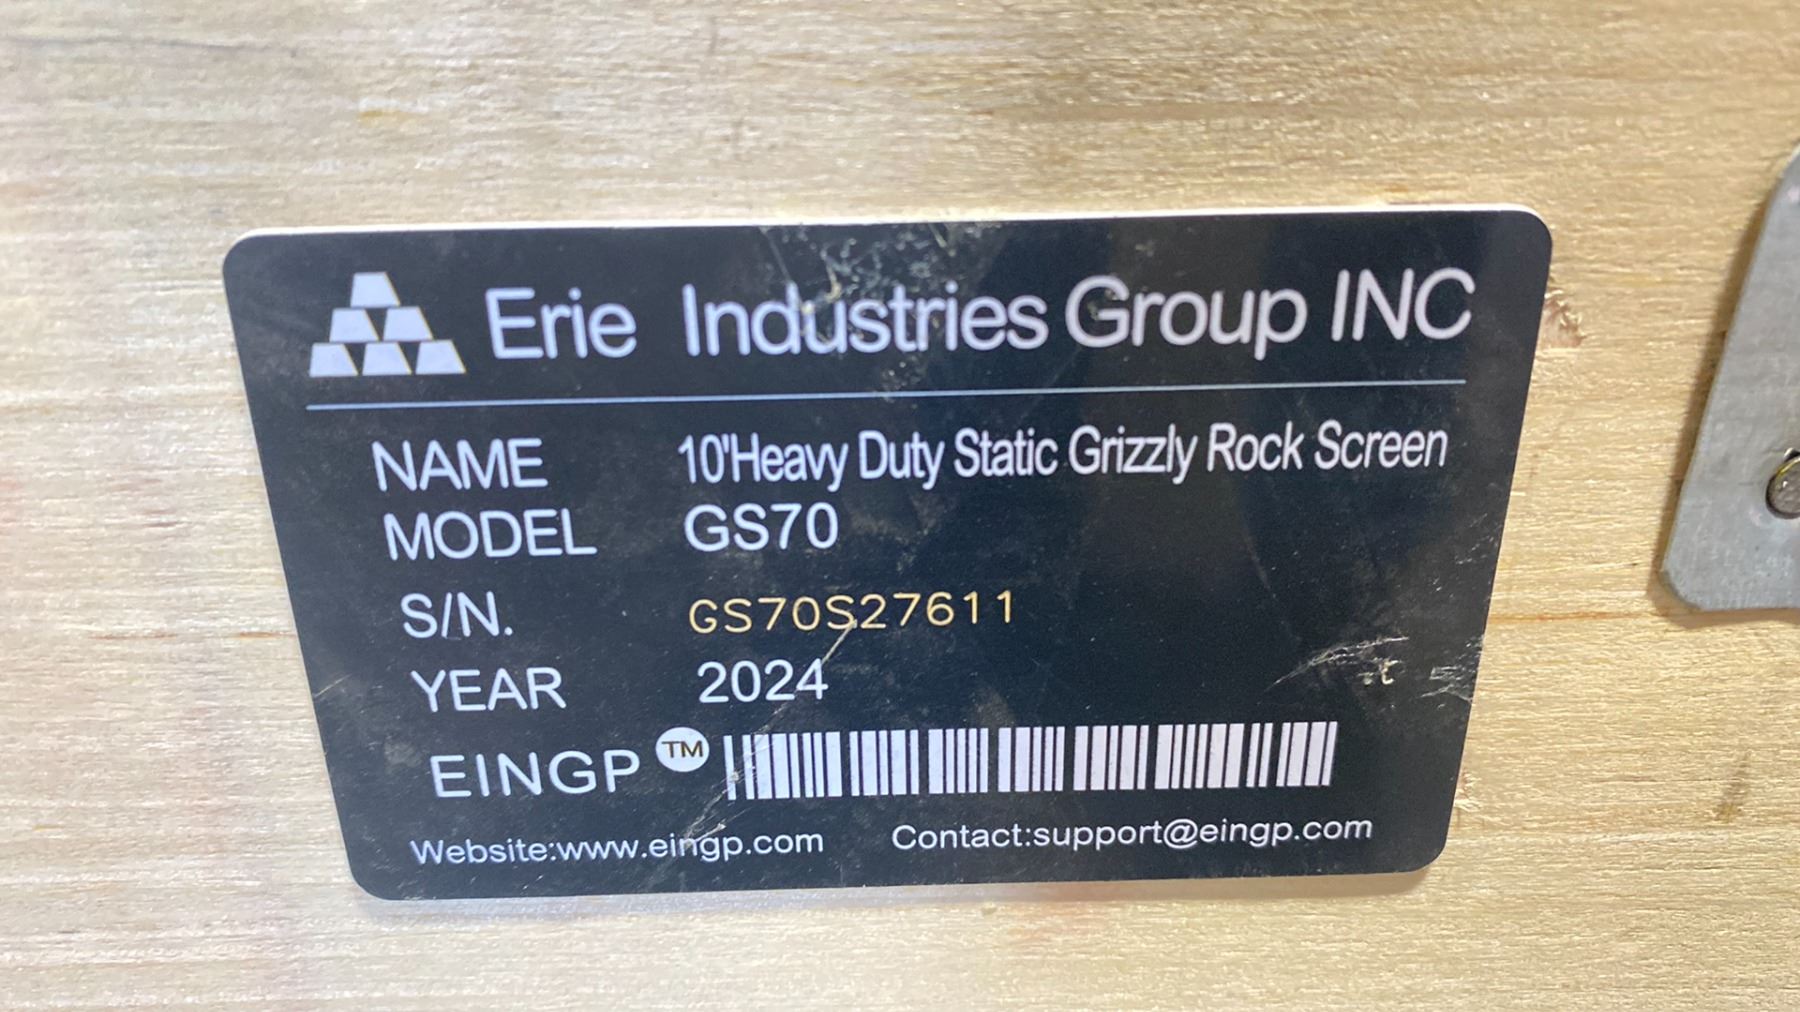 Erie Industries Group INC
NAME 10'Heavy Duty Static Grizzly Rock Screen
MODEL GS70
S/N. GS70S27611
YEAR 2024
EINGP TM
Website:www.eingp.com Contact:support@eingp.com